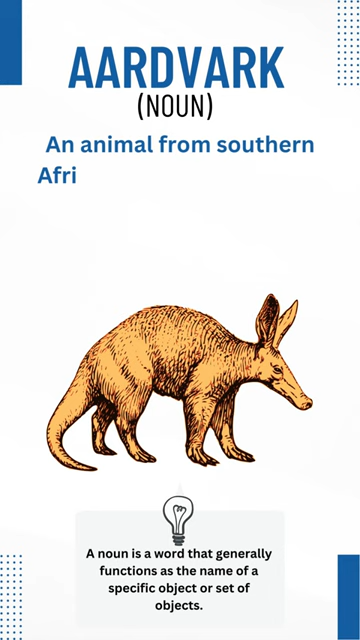 AARDVARK
(NOUN)
An animal from southern
Afri
A noun is a word that generally
functions as the name of a
specific object or set of
objects.